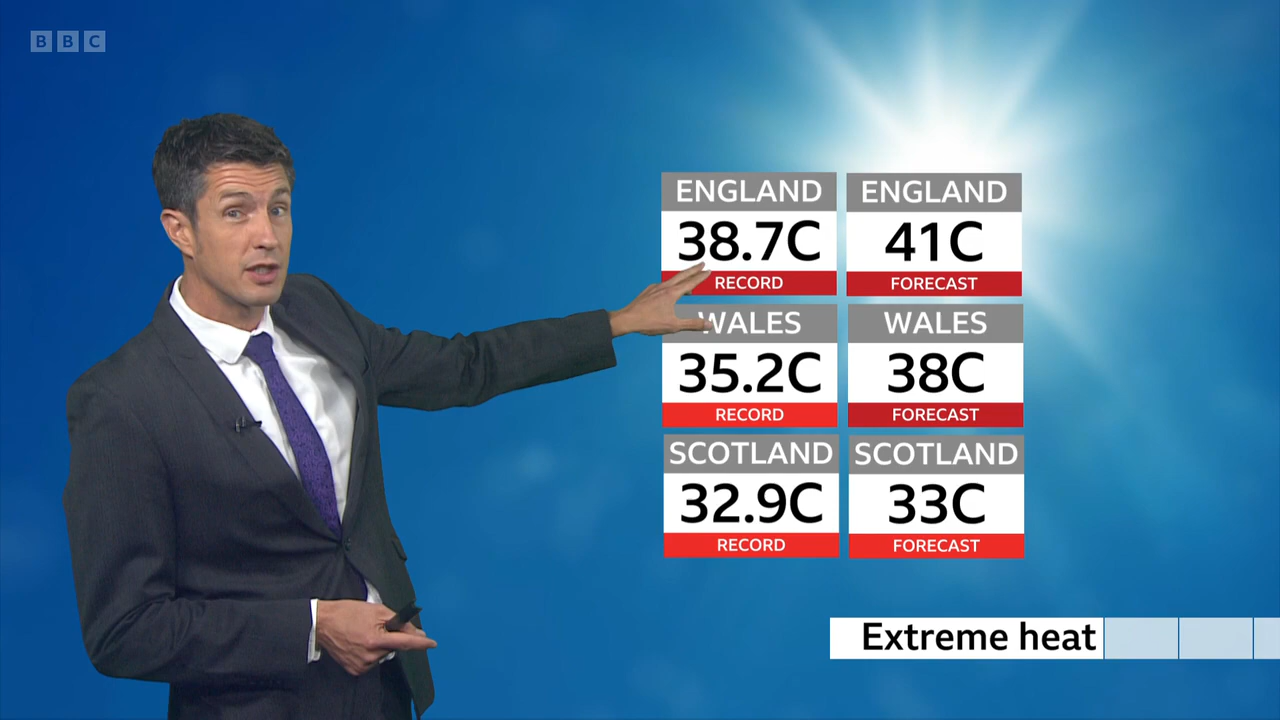 BBC
ENGLAND
38.7C
RECORD
ENGLAND
41C
FORECAST
WALES
35.2C
RECORD
WALES
38C
FORECAST
SCOTLAND
32.9C
RECORD
SCOTLAND
33C
FORECAST
Extreme heat